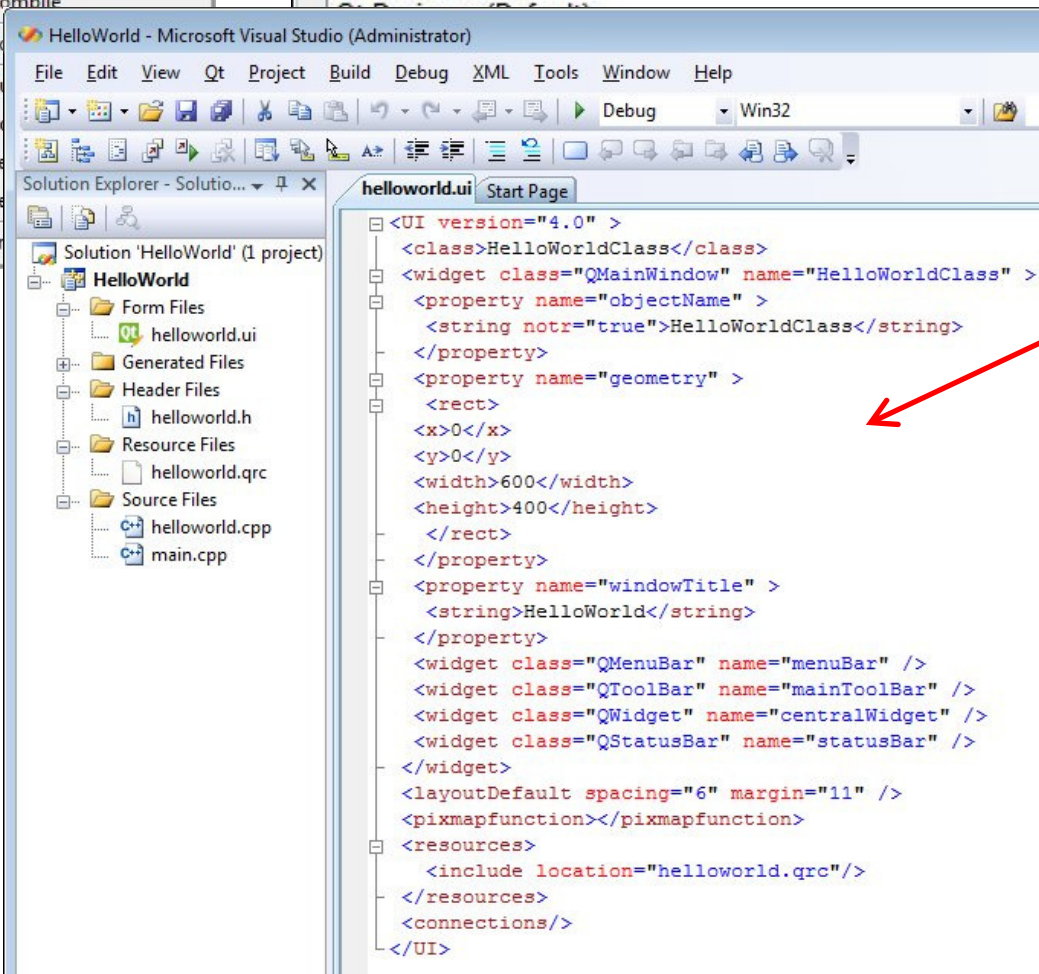 Qt Designer (Default)
HelloWorld - Microsoft Visual Studio (Administrator)
File Edit View Qt Project Build Debug XML Tools Window Help
Debug Win32
Solution Explorer - Solutio...
helloworld.ui Start Page
Solution 'HelloWorld' (1 project)
HelloWorld
Form Files
helloworld.ui
Generated Files
Header Files
helloworld.h
Resource Files
helloworld.qrc
Source Files
helloworld.cpp
main.cpp
<UI version="4.0" >
<class>HelloWorldClass</class>
<widget class="QMainWindow" name="HelloWorldClass" >
<property name="objectName" >
<string notr="true">HelloWorldClass</string>
</property>
<property name="geometry" >
<rect>
<x>0</x>
<y>0</y>
<width>600</width>
<height>400</height>
</rect>
</property>
<property name="windowTitle" >
<string>HelloWorld</string>
</property>
<widget class="QMenuBar" name="menuBar" />
<widget class="QToolBar" name="mainToolBar" />
<widget class="QWidget" name="centralWidget" />
<widget class="QStatusBar" name="statusBar" />
</widget>
<layoutDefault spacing="6" margin="11" />
<pixmapfunction></pixmapfunction>
<resources>
<include location="helloworld.qrc"/>
</resources>
<connections/>
</UI>